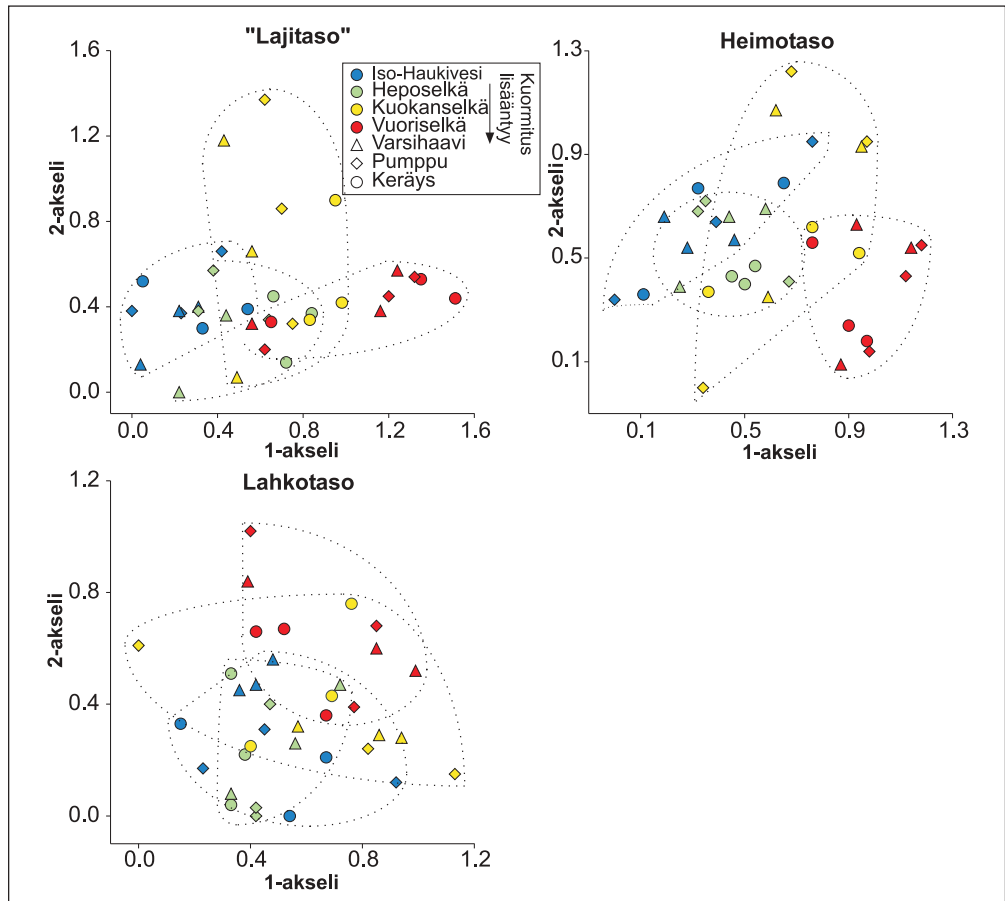 "Lajitaso"
1.6
1.2
0.8
0.4
0.0
2-akseli
0.0 0.4 0.8 1.2 1.6
1-akseli
Iso-Haukivesi
Heposelkä
Kuokanselkä
Vuoriselkä
Varsihaavi
Pumppu
Keräys
Kuormitus
lisääntyy
Heimotaso
1.3
0.9
0.5
0.1
2-akseli
0.1 0.5 0.9 1.3
1-akseli
Lahkotaso
1.2
0.8
0.4
0.0
2-akseli
0.0 0.4 0.8 1.2
1-akseli